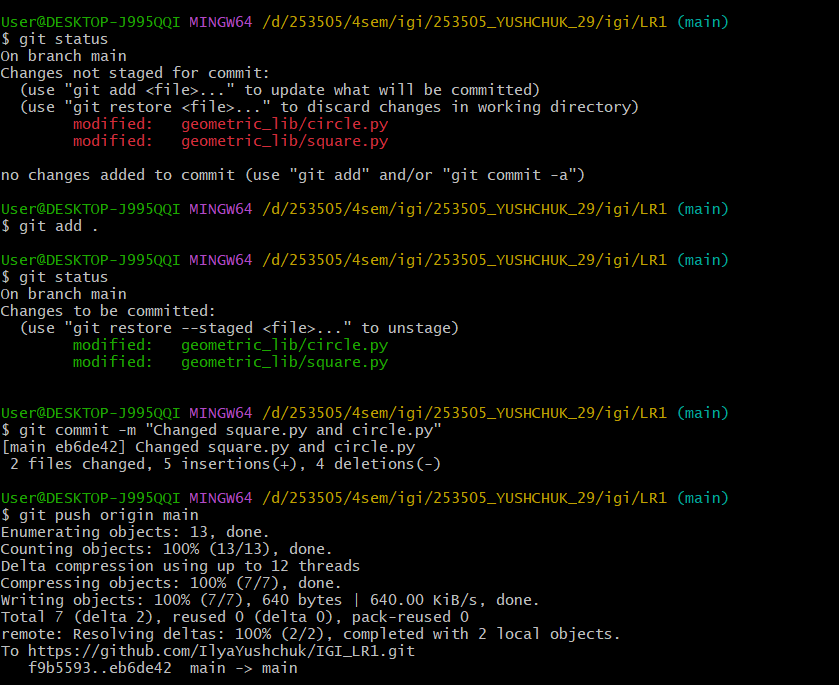 User@DESKTOP-J995QQI MINGW64 /d/253505/4sem/igi/253505_YUSHCHUK_29/igi/LR1 (main)
$ git status
On branch main
Changes not staged for commit:
  (use "git add <file>..." to update what will be committed)
  (use "git restore <file>..." to discard changes in working directory)
        modified:   geometric_lib/circle.py
        modified:   geometric_lib/square.py
no changes added to commit (use "git add" and/or "git commit -a")
User@DESKTOP-J995QQI MINGW64 /d/253505/4sem/igi/253505_YUSHCHUK_29/igi/LR1 (main)
$ git add .
User@DESKTOP-J995QQI MINGW64 /d/253505/4sem/igi/253505_YUSHCHUK_29/igi/LR1 (main)
$ git status
On branch main
Changes to be committed:
  (use "git restore --staged <file>..." to unstage)
        modified:   geometric_lib/circle.py
        modified:   geometric_lib/square.py
User@DESKTOP-J995QQI MINGW64 /d/253505/4sem/igi/253505_YUSHCHUK_29/igi/LR1 (main)
$ git commit -m "Changed square.py and circle.py"
[main eb6de42] Changed square.py and circle.py
 2 files changed, 5 insertions(+), 4 deletions(-)
User@DESKTOP-J995QQI MINGW64 /d/253505/4sem/igi/253505_YUSHCHUK_29/igi/LR1 (main)
$ git push origin main
Enumerating objects: 13, done.
Counting objects: 100% (13/13), done.
Delta compression using up to 12 threads
Compressing objects: 100% (7/7), done.
Writing objects: 100% (7/7), 640 bytes | 640.00 KiB/s, done.
Total 7 (delta 2), reused 0 (delta 0), pack-reused 0
remote: Resolving deltas: 100% (2/2), completed with 2 local objects.
To https://github.com/IlyaYushchuk/IGI_LR1.git
   f9b5593..eb6de42  main -> main